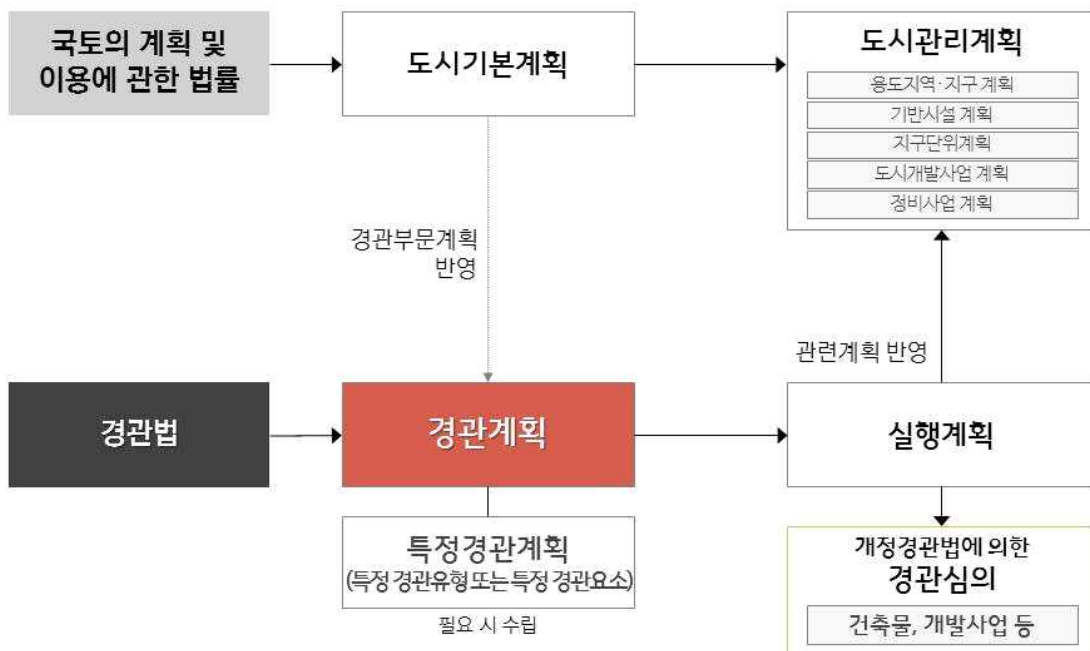 국토의 계획 및
이용에 관한 법률
도시기본계획
도시관리계획
용도지역·지구 계획
기반시설 계획
지구단위계획
도시개발사업 계획
정비사업 계획
경관부문계획
반영
관련계획 반영
경관법
경관계획
실행계획
특정경관계획
(특정 경관유형 또는 특정 경관요소)
필요 시 수립
개정경관법에 의한
경관심의
건축물, 개발사업 등